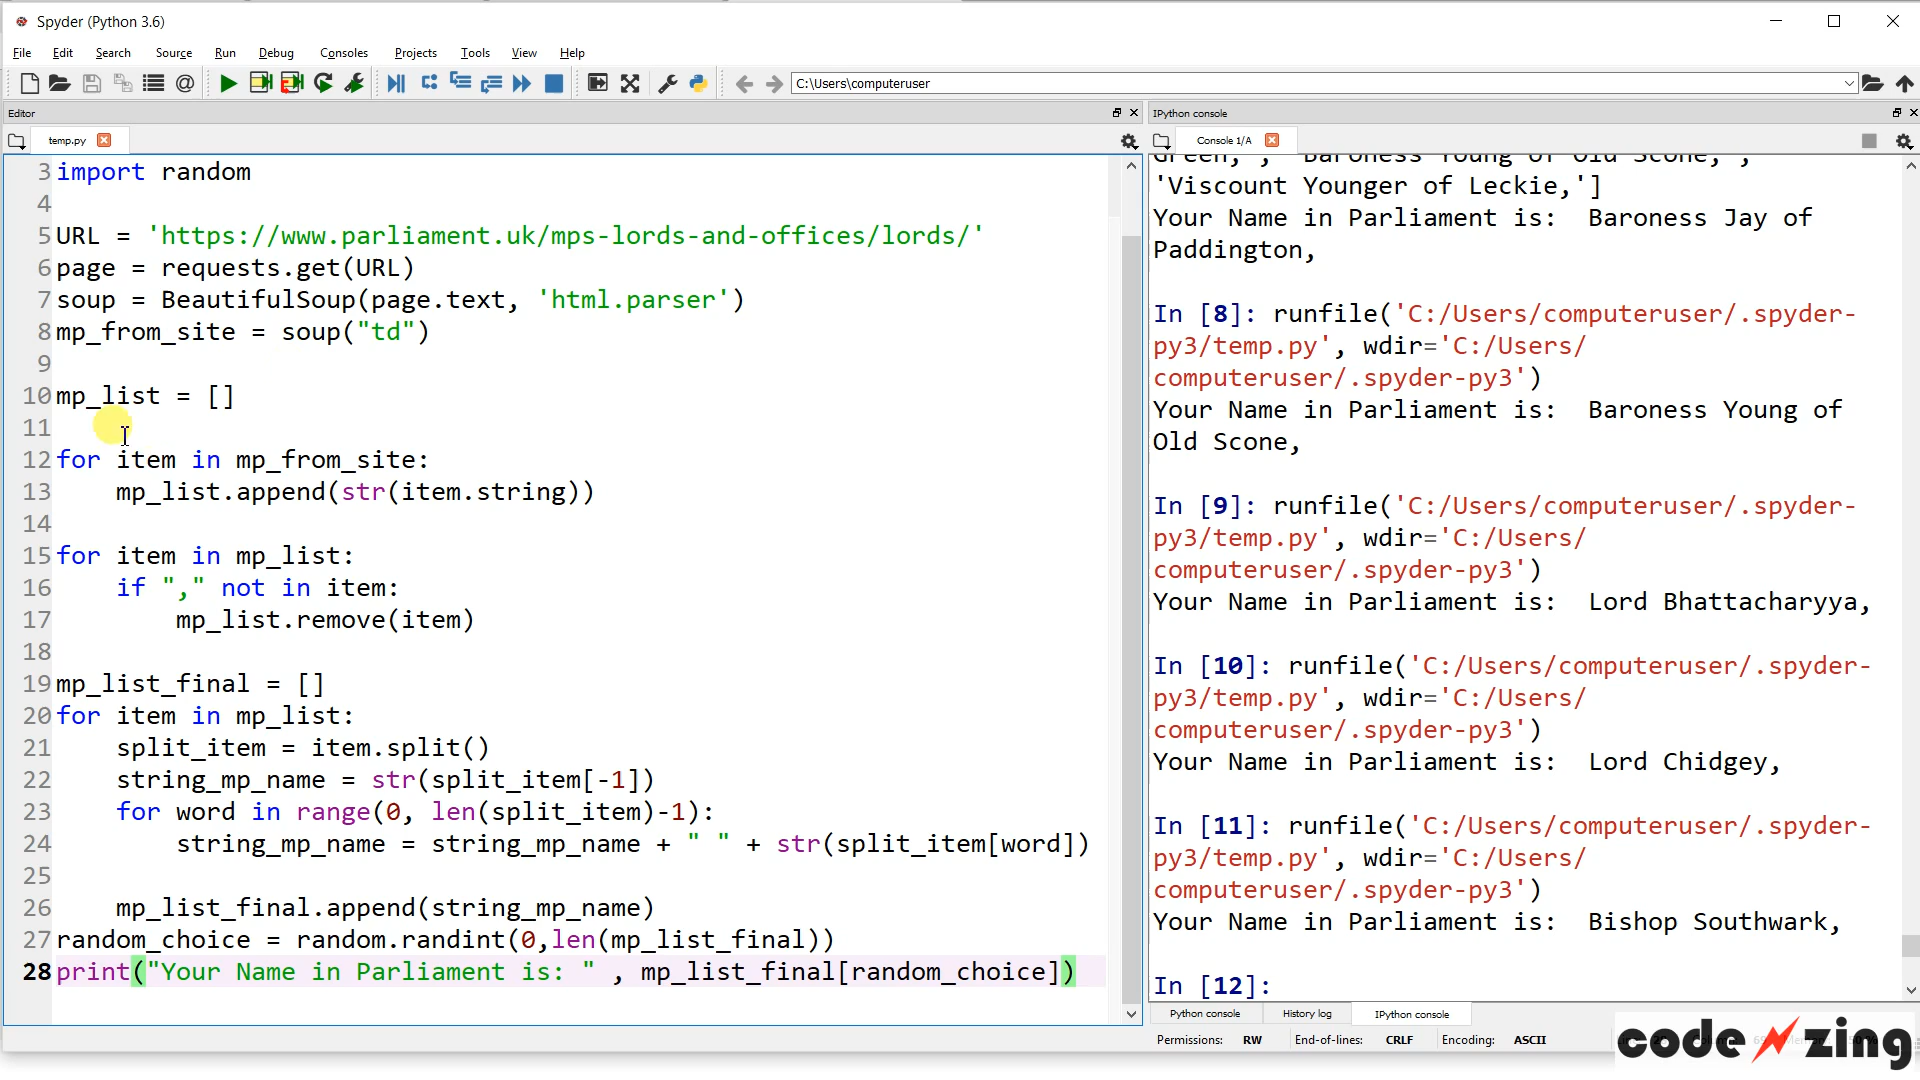 Spyder (Python 3.6)
File Edit Search Source Run Debug Consoles Projects Tools View Help
C:\Users\computeruser
Editor
temp.py
3 import random
4
5 URL = 'https://www.parliament.uk/mps-lords-and-offices/lords/'
6 page = requests.get(URL)
7 soup = BeautifulSoup(page.text, 'html.parser')
8 mp_from_site = soup("td")
9
10 mp_list = []
11
12 for item in mp_from_site:
13     mp_list.append(str(item.string))
14
15 for item in mp_list:
16     if "," not in item:
17         mp_list.remove(item)
18
19 mp_list_final = []
20 for item in mp_list:
21     split_item = item.split()
22     string_mp_name = str(split_item[-1])
23     for word in range(0, len(split_item)-1):
24         string_mp_name = string_mp_name + " " + str(split_item[word])
25
26     mp_list_final.append(string_mp_name)
27 random_choice = random.randint(0,len(mp_list_final))
28 print("Your Name in Parliament is: " , mp_list_final[random_choice])
IPython console
Console 1/A
Green,', 'Baroness Young of Old Scone,',
'Viscount Younger of Leckie,']
Your Name in Parliament is:  Baroness Jay of
Paddington,
In [8]: runfile('C:/Users/computeruser/.spyder-
py3/temp.py', wdir='C:/Users/
computeruser/.spyder-py3')
Your Name in Parliament is:  Baroness Young of
Old Scone,
In [9]: runfile('C:/Users/computeruser/.spyder-
py3/temp.py', wdir='C:/Users/
computeruser/.spyder-py3')
Your Name in Parliament is:  Lord Bhattacharyya,
In [10]: runfile('C:/Users/computeruser/.spyder-
py3/temp.py', wdir='C:/Users/
computeruser/.spyder-py3')
Your Name in Parliament is:  Lord Chidgey,
In [11]: runfile('C:/Users/computeruser/.spyder-
py3/temp.py', wdir='C:/Users/
computeruser/.spyder-py3')
Your Name in Parliament is:  Bishop Southwark,
In [12]:
Python console History log IPython console
Permissions: RW End-of-lines: CRLF Encoding: ASCII
code zing